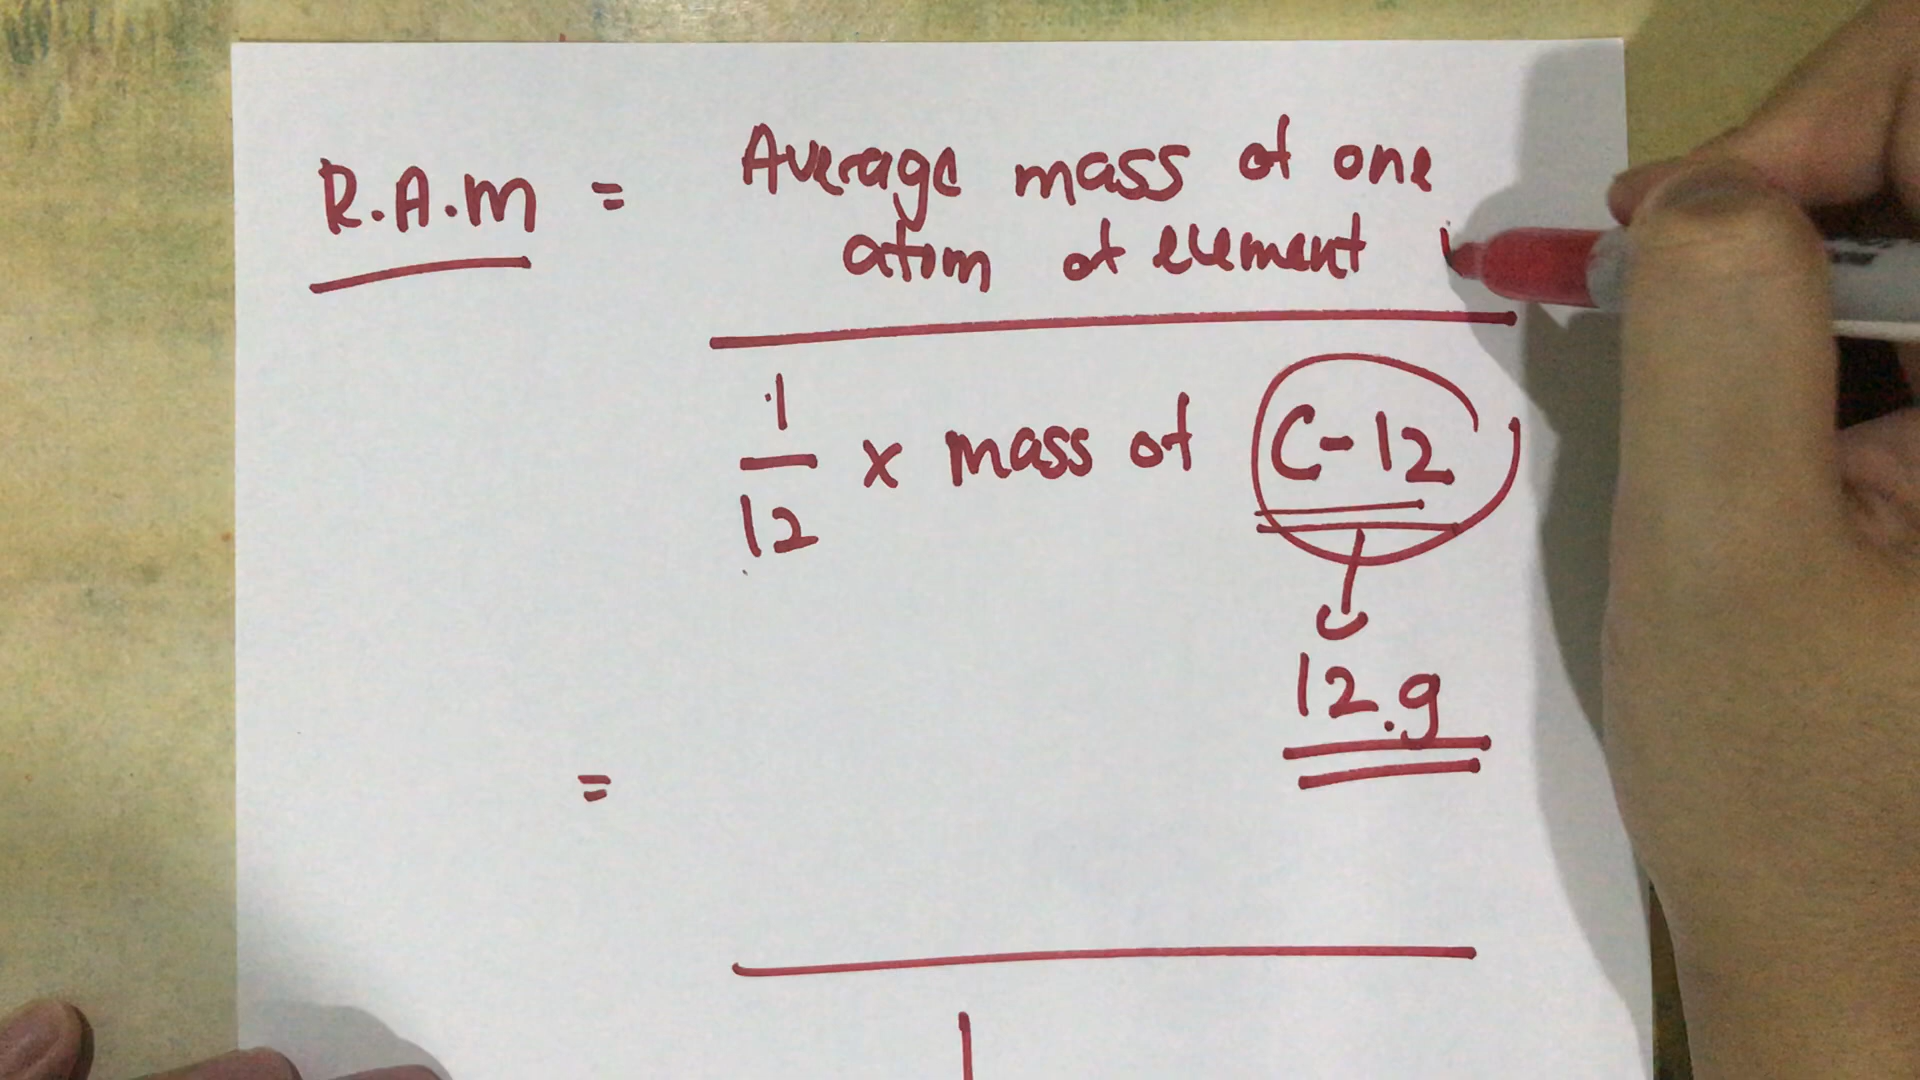 R.A.M = Average mass of one
atom of element
1
12
x mass of C-12
12.g
=
1